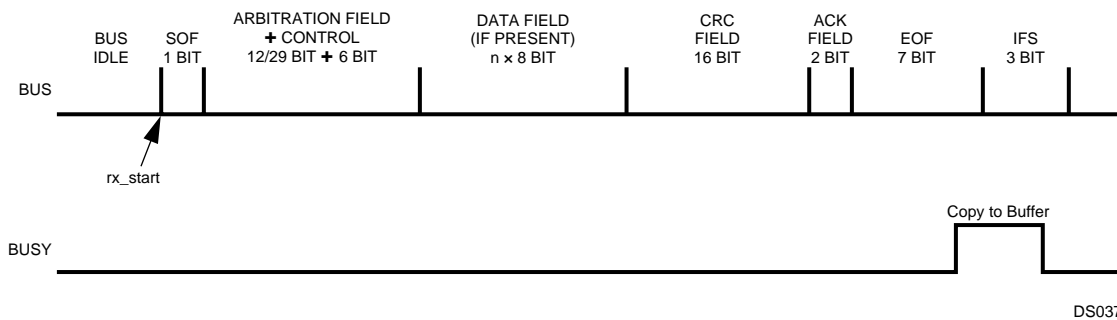 BUS
IDLE
SOF
1 BIT
ARBITRATION FIELD
+ CONTROL
12/29 BIT + 6 BIT
DATA FIELD
(IF PRESENT)
n × 8 BIT
CRC
FIELD
16 BIT
ACK
FIELD
2 BIT
EOF
7 BIT
IFS
3 BIT
BUS
rx_start
Copy to Buffer
BUSY
DS037